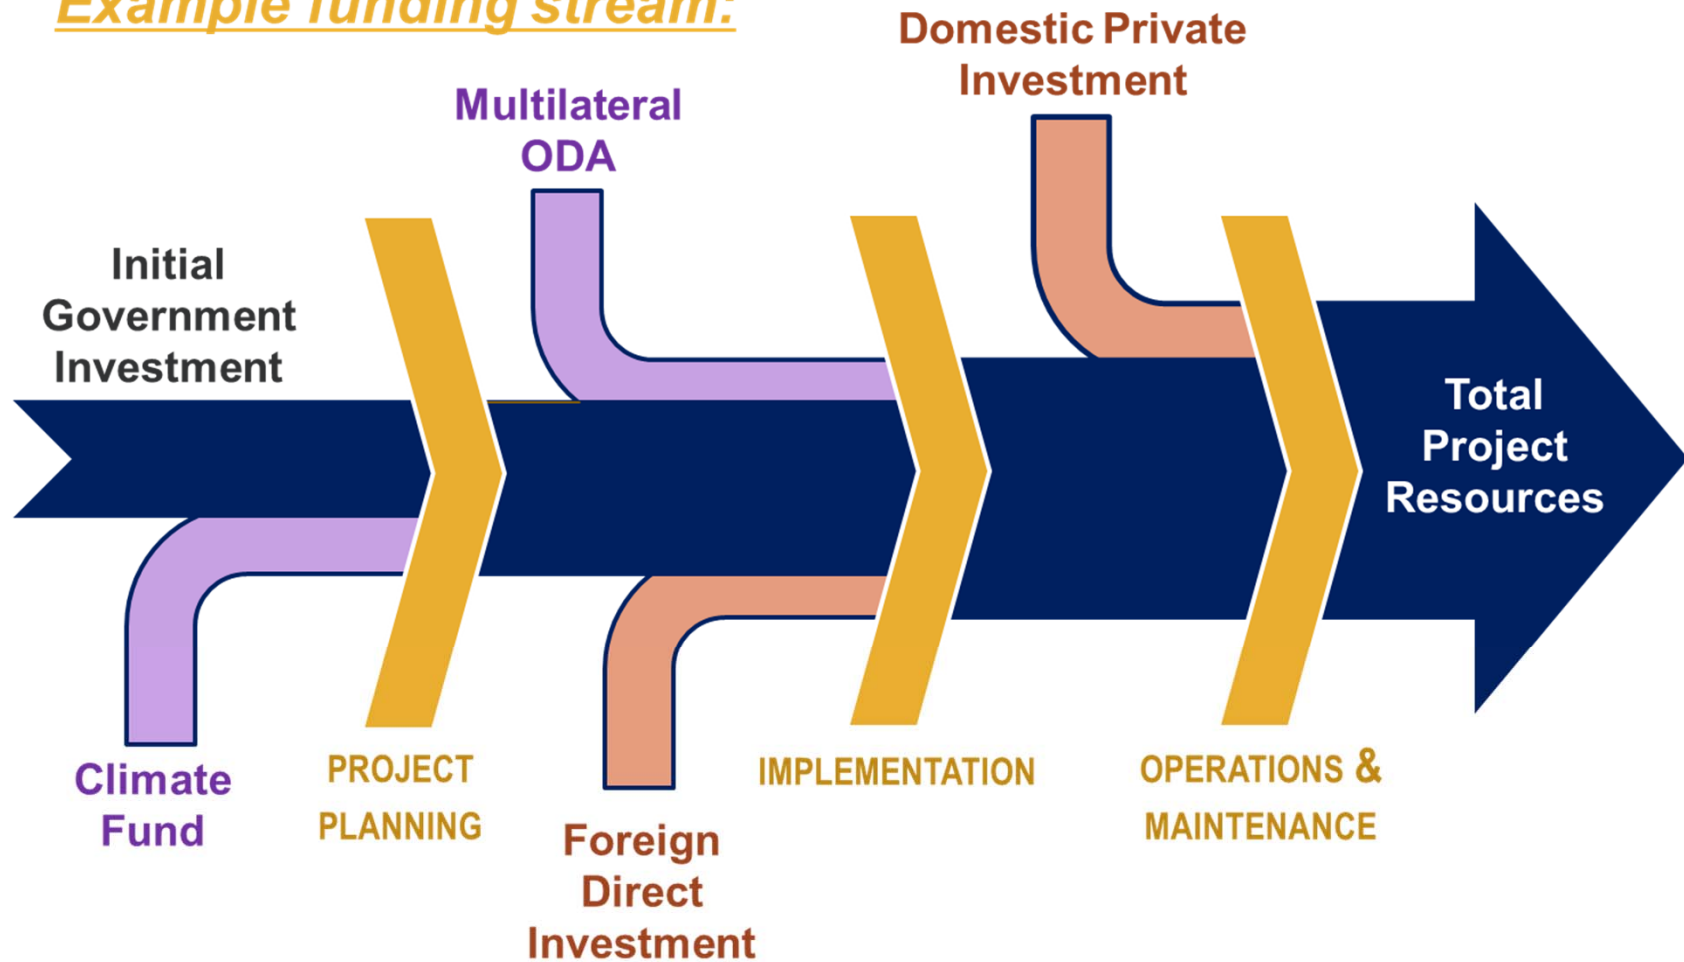 Example funding stream:
Domestic Private
Investment
Multilateral
ODA
Initial
Government
Investment
Total
Project
Resources
Climate
Fund
PROJECT
PLANNING
Foreign
Direct
Investment
IMPLEMENTATION
OPERATIONS &
MAINTENANCE